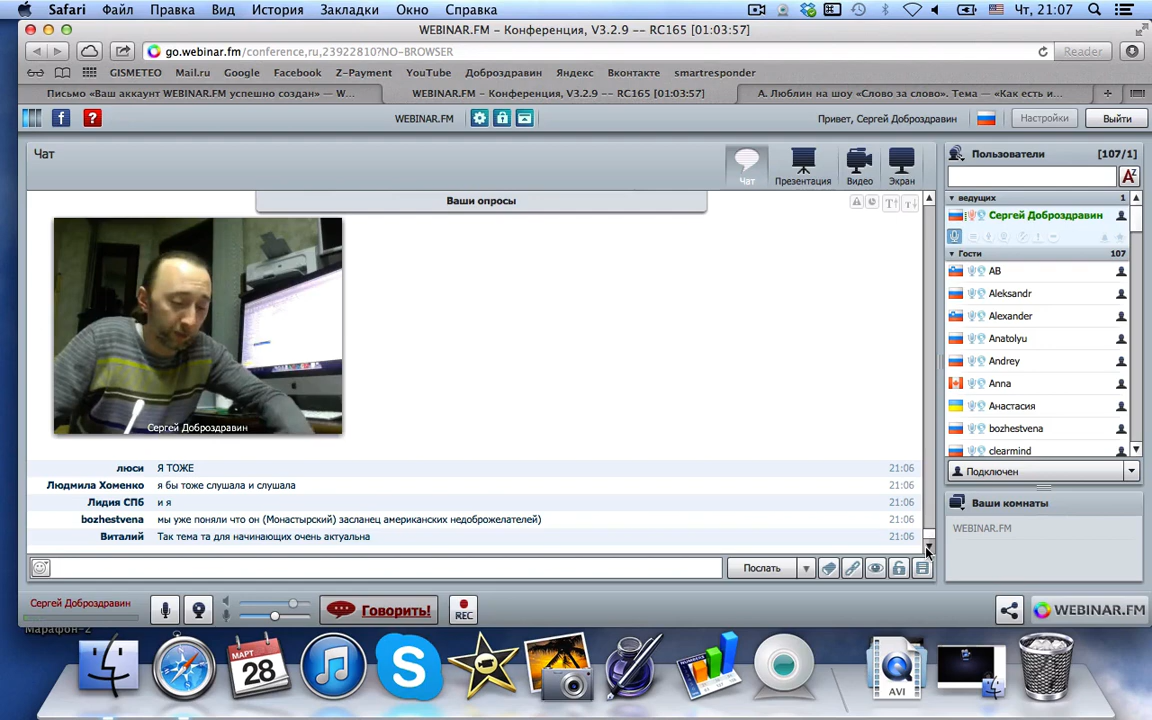 Safari Файл Правка Вид История Закладки Окно Справка Чт, 21:07
WEBINAR.FM – Конференция, V3.2.9 -- RC165 [01:03:57]
go.webinar.fm/conference,ru,23922810?NO-BROWSER Reader
GISMETEO Mail.ru Google Facebook Z-Payment YouTube Доброздравин Яндекс Вконтакте smartresponder
Письмо «Ваш аккаунт WEBINAR.FM успешно создан» — W... WEBINAR.FM – Конференция, V3.2.9 -- RC165 [01:03:57] А. Люблин на шоу «Слово за слово». Тема — «Как есть и...
f ? WEBINAR.FM Привет, Сергей Доброздравин Настройки Выйти
Чат
Чат Презентация Видео Экран
Ваши опросы
Сергей Доброздравин
люси Я ТОЖЕ 21:06
Людмила Хоменко я бы тоже слушала и слушала 21:06
Лидия СПб и я 21:06
bozhestvena мы уже поняли что он (Монастырский) засланец американских недоброжелателей) 21:06
Виталий Так тема та для начинающих очень актуальна 21:06
Послать
Пользователи [107/1]
ведущих 1
Сергей Доброздравин
Гости 107
AB
Aleksandr
Alexander
Anatolyu
Andrey
Anna
Анастасия
bozhestvena
clearmind
Подключен
Ваши комнаты
WEBINAR.FM
Сергей Доброздравин Говорить! REC WEBINAR.FM
Марафон-2
МАРТ
28
NUMBERS
AVI